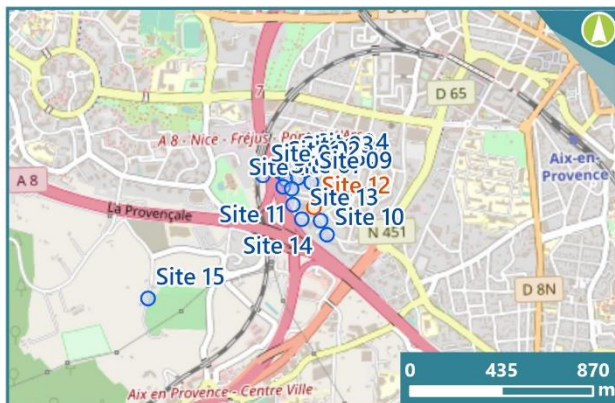 D 64
7
D 65
A 8 - Nice - Fréjus
Aix-en-
Provence
Site 09
Site 12
A 8
La Provençale
Site 13
Site 11
Site 10
N 451
Site 14
Site 15
D 8N
0 435 870
m
Aix en Provence - Centre Ville